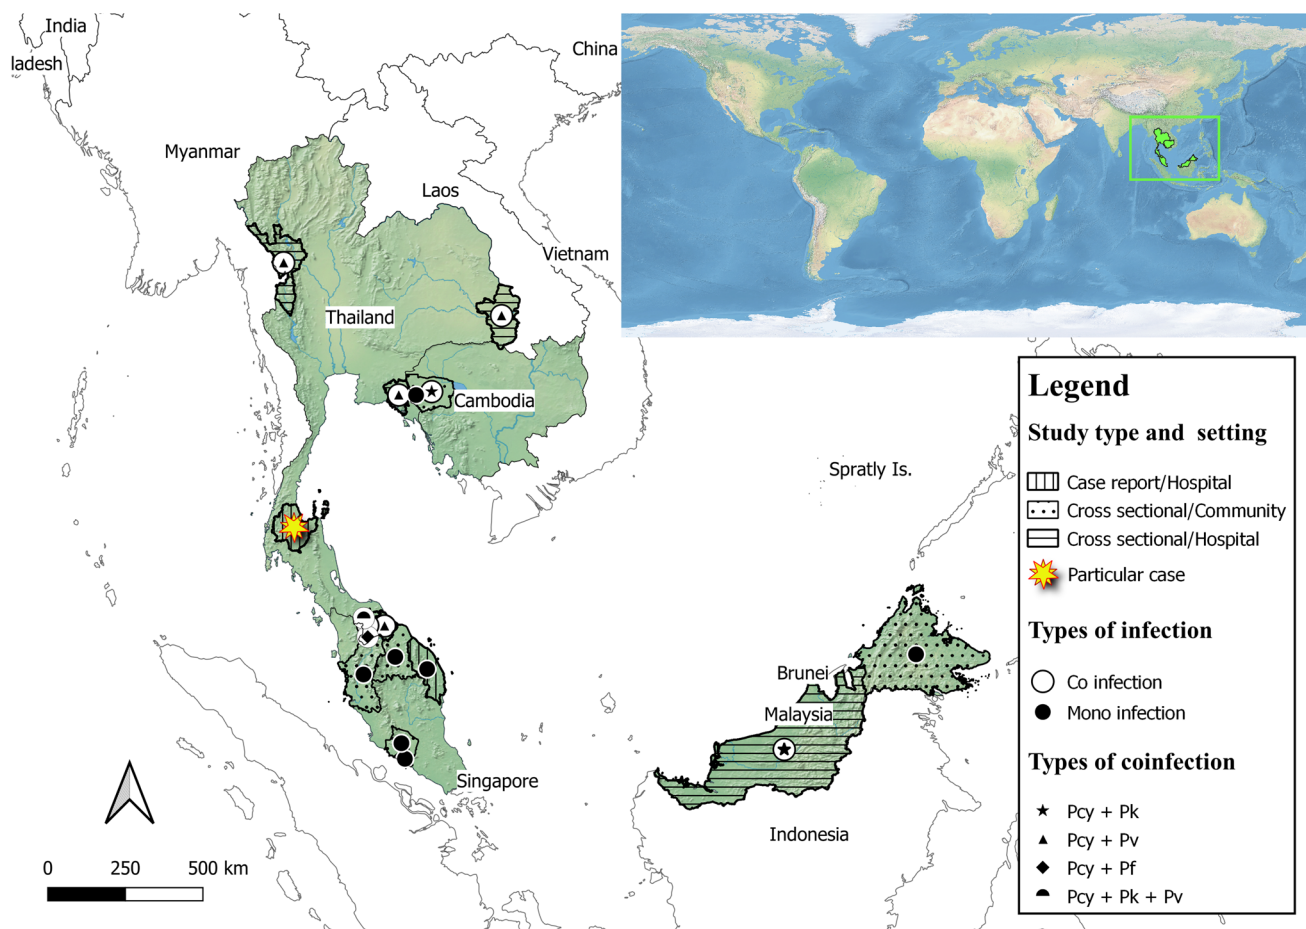 India
ladesh
China
Myanmar
Laos
Vietnam
Thailand
Cambodia
Spratly Is.
Brunei
Malaysia
Singapore
Indonesia
0 250 500 km
Legend
Study type and setting
Case report/Hospital
Cross sectional/Community
Cross sectional/Hospital
Particular case
Types of infection
Co infection
Mono infection
Types of coinfection
Pcy + Pk
Pcy + Pv
Pcy + Pf
Pcy + Pk + Pv